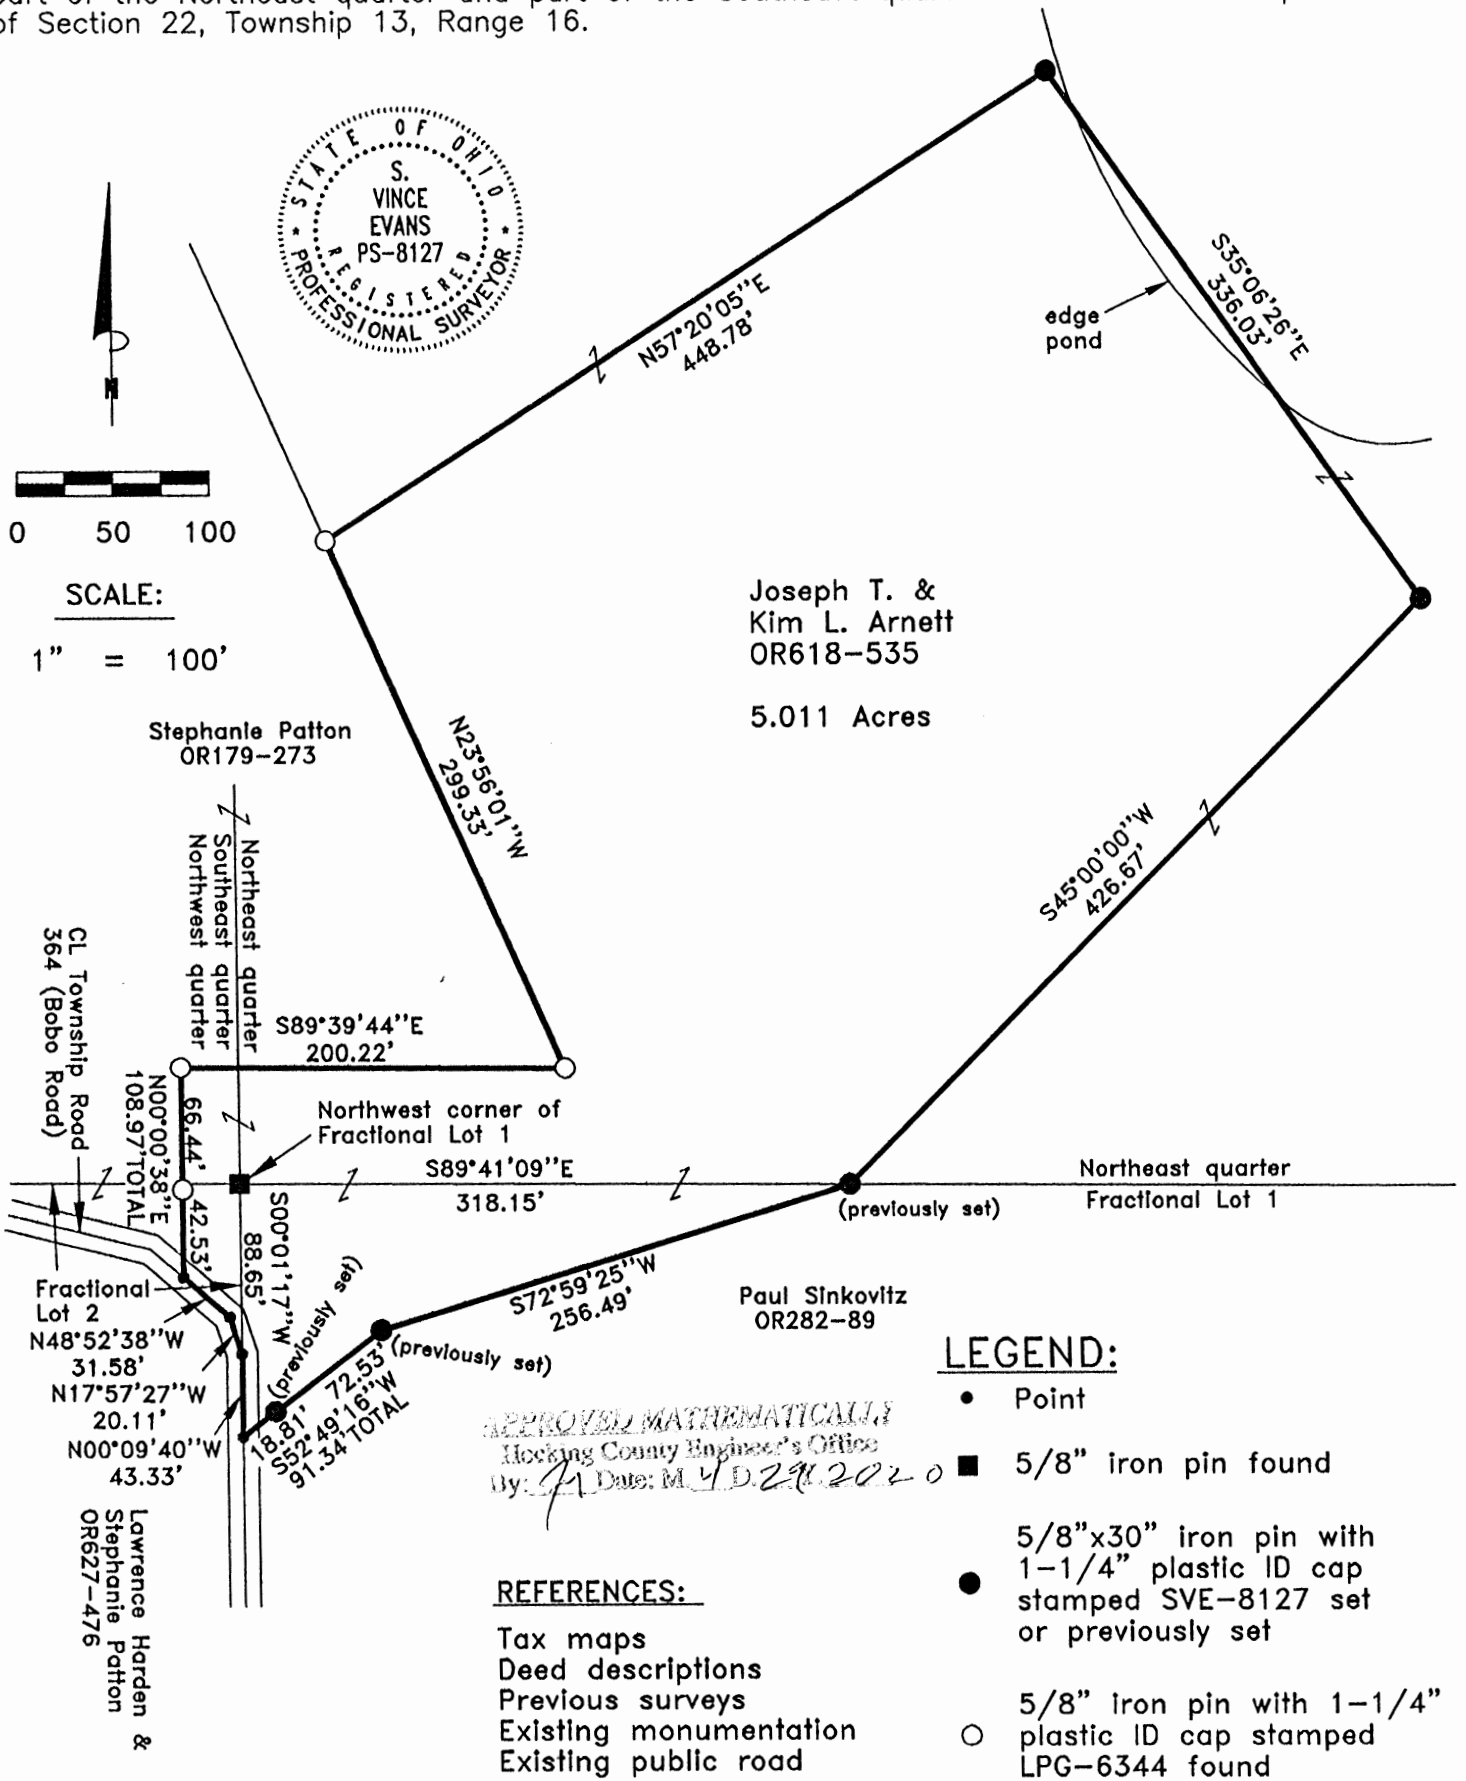 of Section 22, Township 13, Range 16.
STATE OF OHIO
S.
VINCE
EVANS
PS-8127
REGISTERED
* PROFESSIONAL SURVEYOR *
N
0 50 100
SCALE:
1" = 100'
N57°20'05"E
448.78'
edge
pond
S35°06'26"E
336.03'
Joseph T. &
Kim L. Arnett
OR618-535
5.011 Acres
Stephanie Patton
OR179-273
N23°56'01"W
299.33'
S45°00'00"W
426.67'
Northeast quarter
Southeast quarter
Northwest quarter
CL Township Road
364 (Bobo Road)
S89°39'44"E
200.22'
N00°00'38"E
108.97'TOTAL
66.44'
42.53'
Northwest corner of
Fractional Lot 1
S89°41'09"E
318.15'
Northeast quarter
Fractional Lot 1
(previously set)
S00°01'17"W
88.65'
Fractional
Lot 2
N48°52'38"W
31.58'
N17°57'27"W
20.11'
N00°09'40"W
43.33'
(previously set)
(previously set)
S72°59'25"W
256.49'
72.53'
18.81'
S52°49'16"W
91.34'TOTAL
Paul Sinkovitz
OR282-89
Lawrence Harden &
Stephanie Patton
OR627-476
APPROVED MATHEMATICALLY
Hocking County Engineer's Office
By: Date: M. 4 D. 29 2020
LEGEND:
Point
5/8" iron pin found
5/8"x30" iron pin with
1-1/4" plastic ID cap
stamped SVE-8127 set
or previously set
5/8" iron pin with 1-1/4"
plastic ID cap stamped
LPG-6344 found
REFERENCES:
Tax maps
Deed descriptions
Previous surveys
Existing monumentation
Existing public road